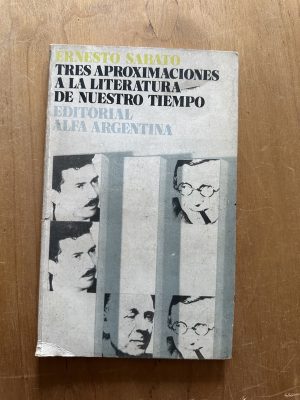 ERNESTO SABATO
TRES APROXIMACIONES
A LA LITERATURA
DE NUESTRO TIEMPO
EDITORIAL
ALFA ARGENTINA